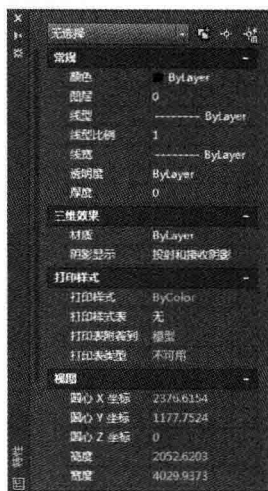 无选择
常规
颜色 ByLayer
图层 0
线型 ByLayer
线型比例 1
线宽 ByLayer
透明度 ByLayer
厚度 0
三维效果
材质 ByLayer
阴影显示 投射和接收阴影
打印样式
打印样式 ByColor
打印样式表 无
打印表附着到 模型
打印表类型 不可用
视图
圆心 X 坐标 2376.6154
圆心 Y 坐标 1177.7524
圆心 Z 坐标 0
高度 2052.6203
宽度 4029.9373
特性